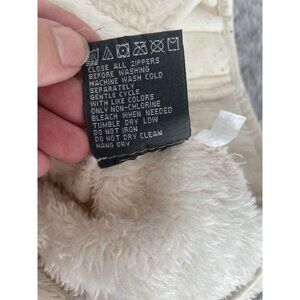 CLOSE ALL ZIPPERS
BEFORE WASHING
MACHINE WASH COLD
SEPARATELY
GENTLE CYCLE
WITH LIKE COLORS
ONLY NON-CHLORINE
BLEACH WHEN NEEDED
TUMBLE DRY LOW
DO NOT IRON
DO NOT DRY CLEAN
HANG DRY